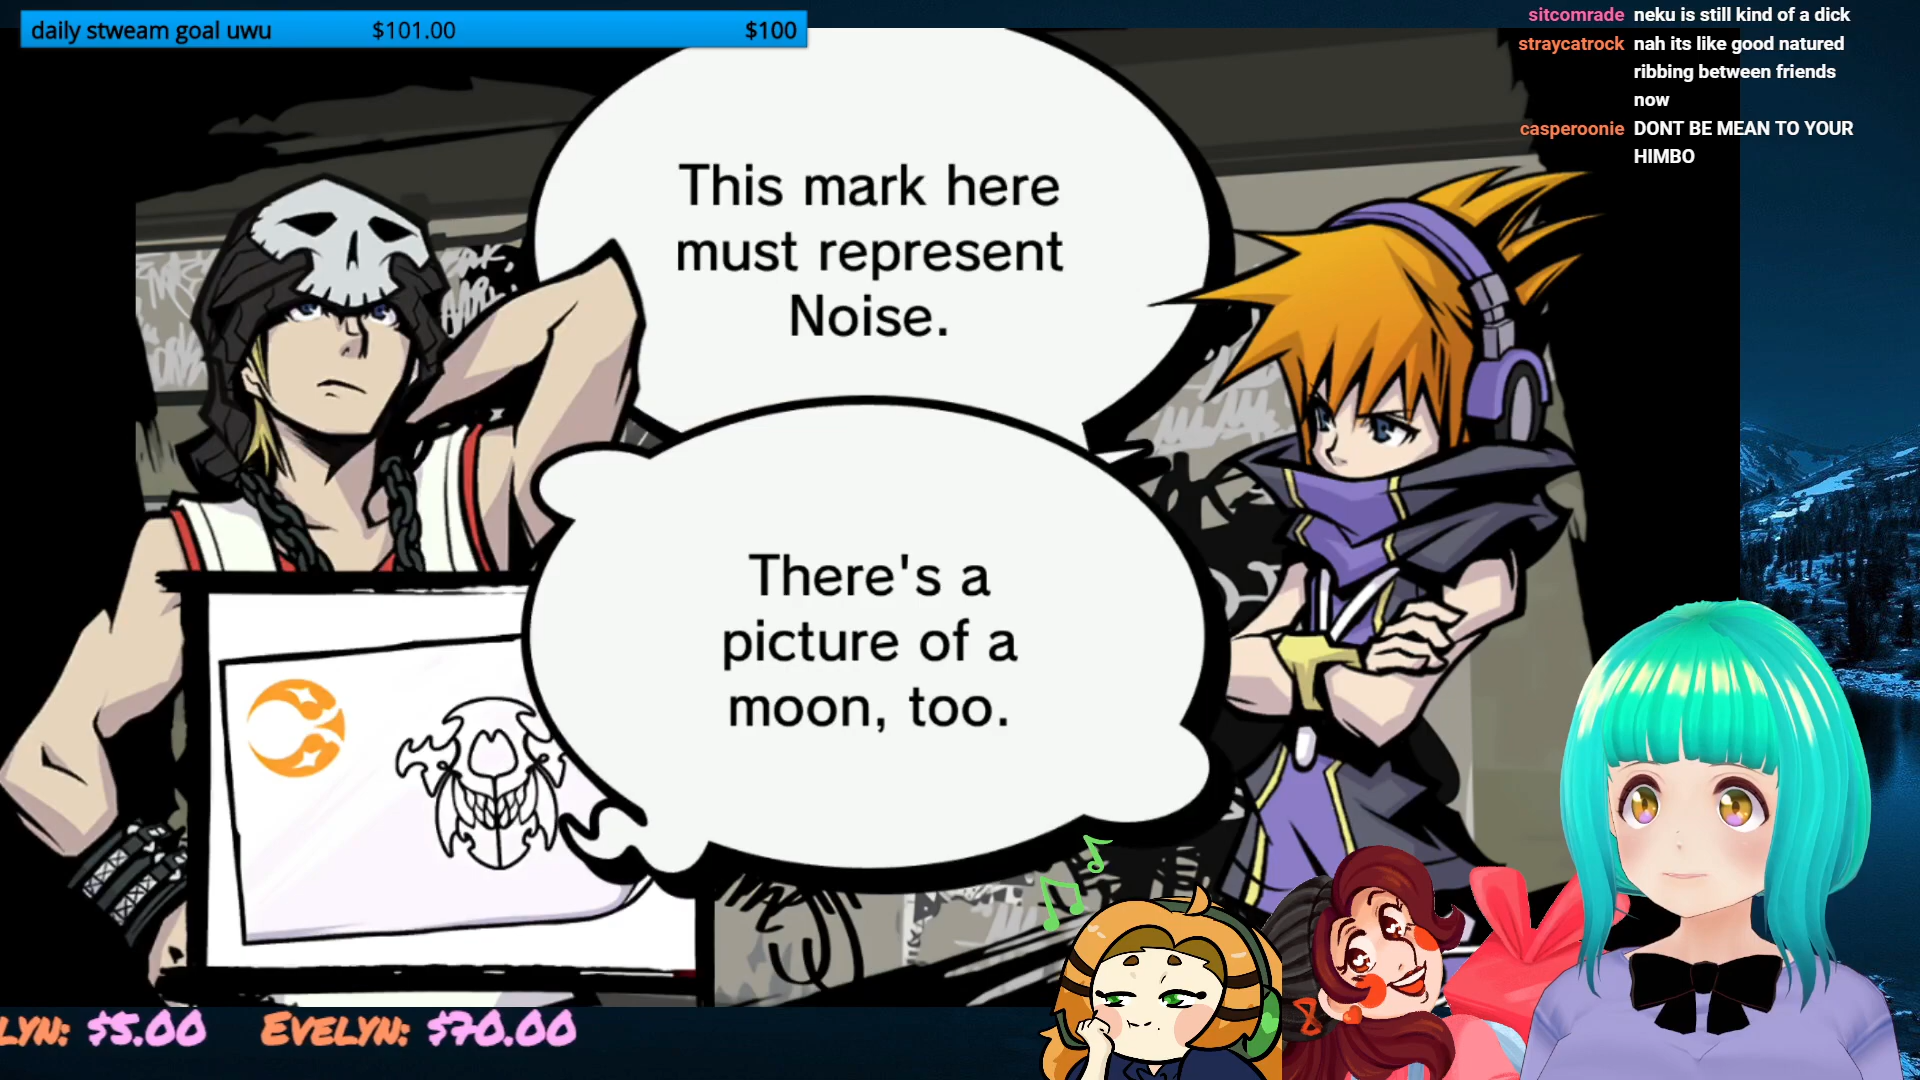 daily stweam goal uwu $101.00 $100
sitcomrade neku is still kind of a dick
straycatrock nah its like good natured
ribbing between friends
now
casperoonie DONT BE MEAN TO YOUR
HIMBO
This mark here
must represent
Noise.
There's a
picture of a
moon, too.
LYN: $5.00 EVELYN: $70.00